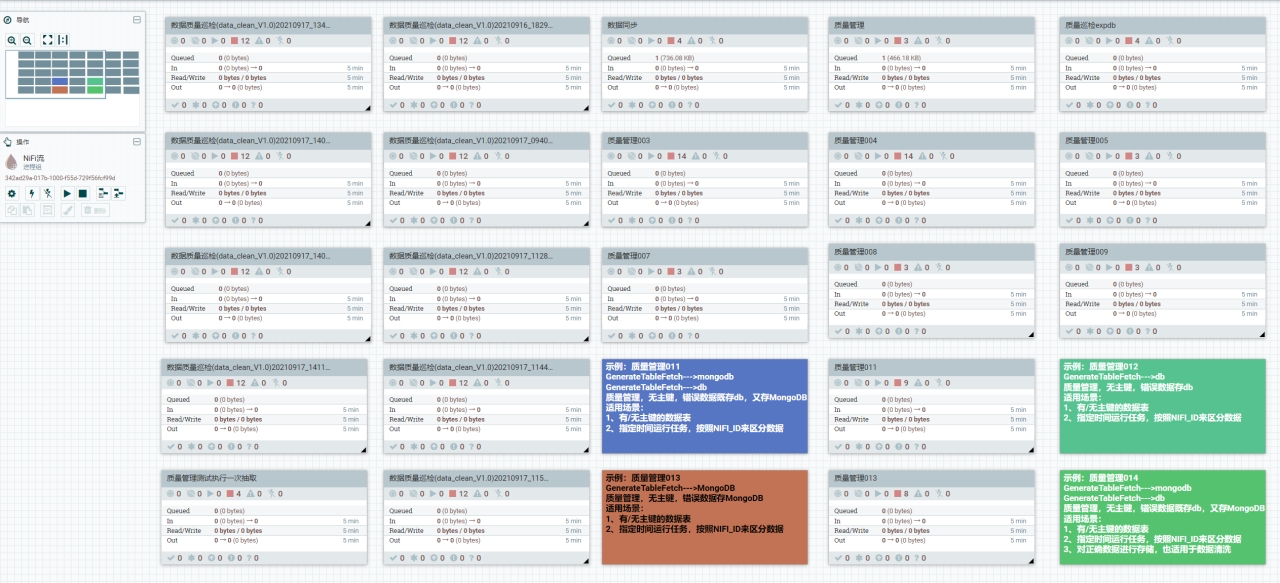 导航
操作
NiFi流
进程组
342ad29a-017b-1000-f55d-729f56fcf99d
数据质量巡检(data_clean_V1.0)20210917_134...
0 0 0 12 0 0
Queued 0 (0 bytes)
In 0 (0 bytes) → 0 5 min
Read/Write 0 bytes / 0 bytes 5 min
Out 0 → 0 (0 bytes) 5 min
0 0 0 0 ? 0
数据质量巡检(data_clean_V1.0)20210916_1829...
0 0 0 12 0 0
Queued 0 (0 bytes)
In 0 (0 bytes) → 0 5 min
Read/Write 0 bytes / 0 bytes 5 min
Out 0 → 0 (0 bytes) 5 min
0 0 0 0 ? 0
数据同步
0 0 0 4 0 0
Queued 1 (736.08 KB)
In 0 (0 bytes) → 0 5 min
Read/Write 0 bytes / 0 bytes 5 min
Out 0 → 0 (0 bytes) 5 min
0 0 0 0 ? 0
质量管理
0 0 0 3 0 0
Queued 1 (466.18 KB)
In 0 (0 bytes) → 0 5 min
Read/Write 0 bytes / 0 bytes 5 min
Out 0 → 0 (0 bytes) 5 min
0 0 0 0 ? 0
质量巡检expdb
0 0 0 4 0 0
Queued 0 (0 bytes)
In 0 (0 bytes) → 0 5 min
Read/Write 0 bytes / 0 bytes 5 min
Out 0 → 0 (0 bytes) 5 min
0 0 0 0 ? 0
数据质量巡检(data_clean_V1.0)20210917_140...
0 0 0 12 0 0
Queued 0 (0 bytes)
In 0 (0 bytes) → 0 5 min
Read/Write 0 bytes / 0 bytes 5 min
Out 0 → 0 (0 bytes) 5 min
0 0 0 0 ? 0
数据质量巡检(data_clean_V1.0)20210917_0940...
0 0 0 12 0 0
Queued 0 (0 bytes)
In 0 (0 bytes) → 0 5 min
Read/Write 0 bytes / 0 bytes 5 min
Out 0 → 0 (0 bytes) 5 min
0 0 0 0 ? 0
质量管理003
0 0 0 14 0 0
Queued 0 (0 bytes)
In 0 (0 bytes) → 0 5 min
Read/Write 0 bytes / 0 bytes 5 min
Out 0 → 0 (0 bytes) 5 min
0 0 0 0 ? 0
质量管理004
0 0 0 14 0 0
Queued 0 (0 bytes)
In 0 (0 bytes) → 0 5 min
Read/Write 0 bytes / 0 bytes 5 min
Out 0 → 0 (0 bytes) 5 min
0 0 0 0 ? 0
质量管理005
0 0 0 3 0 0
Queued 0 (0 bytes)
In 0 (0 bytes) → 0 5 min
Read/Write 0 bytes / 0 bytes 5 min
Out 0 → 0 (0 bytes) 5 min
0 0 0 0 ? 0
数据质量巡检(data_clean_V1.0)20210917_140...
0 0 0 12 0 0
Queued 0 (0 bytes)
In 0 (0 bytes) → 0 5 min
Read/Write 0 bytes / 0 bytes 5 min
Out 0 → 0 (0 bytes) 5 min
0 0 0 0 ? 0
数据质量巡检(data_clean_V1.0)20210917_1128...
0 0 0 12 0 0
Queued 0 (0 bytes)
In 0 (0 bytes) → 0 5 min
Read/Write 0 bytes / 0 bytes 5 min
Out 0 → 0 (0 bytes) 5 min
0 0 0 0 ? 0
质量管理007
0 0 0 3 0 0
Queued 0 (0 bytes)
In 0 (0 bytes) → 0 5 min
Read/Write 0 bytes / 0 bytes 5 min
Out 0 → 0 (0 bytes) 5 min
0 0 0 0 ? 0
质量管理008
0 0 0 3 0 0
Queued 0 (0 bytes)
In 0 (0 bytes) → 0 5 min
Read/Write 0 bytes / 0 bytes 5 min
Out 0 → 0 (0 bytes) 5 min
0 0 0 0 ? 0
质量管理009
0 0 0 3 0 0
Queued 0 (0 bytes)
In 0 (0 bytes) → 0 5 min
Read/Write 0 bytes / 0 bytes 5 min
Out 0 → 0 (0 bytes) 5 min
0 0 0 0 ? 0
数据质量巡检(data_clean_V1.0)20210917_1411...
0 0 0 12 0 0
Queued 0 (0 bytes)
In 0 (0 bytes) → 0 5 min
Read/Write 0 bytes / 0 bytes 5 min
Out 0 → 0 (0 bytes) 5 min
0 0 0 0 ? 0
数据质量巡检(data_clean_V1.0)20210917_1144...
0 0 0 12 0 0
Queued 0 (0 bytes)
In 0 (0 bytes) → 0 5 min
Read/Write 0 bytes / 0 bytes 5 min
Out 0 → 0 (0 bytes) 5 min
0 0 0 0 ? 0
示例：质量管理011
GenerateTableFetch--->mongodb
GenerateTableFetch--->db
质量管理，无主键，错误数据既存db，又存MongoDB
适用场景：
1、有/无主键的数据表
2、指定时间运行任务，按照NIFI_ID来区分数据
质量管理011
0 0 0 9 0 0
Queued 0 (0 bytes)
In 0 (0 bytes) → 0 5 min
Read/Write 0 bytes / 0 bytes 5 min
Out 0 → 0 (0 bytes) 5 min
0 0 0 0 ? 0
示例：质量管理012
GenerateTableFetch--->db
质量管理，无主键，错误数据存db
适用场景：
1、有/无主键的数据表
2、指定时间运行任务，按照NIFI_ID来区分数据
质量管理测试执行一次抽取
0 0 0 4 0 0
Queued 0 (0 bytes)
In 0 (0 bytes) → 0 5 min
Read/Write 0 bytes / 0 bytes 5 min
Out 0 → 0 (0 bytes) 5 min
0 0 0 0 ? 0
数据质量巡检(data_clean_V1.0)20210917_115...
0 0 0 12 0 0
Queued 0 (0 bytes)
In 0 (0 bytes) → 0 5 min
Read/Write 0 bytes / 0 bytes 5 min
Out 0 → 0 (0 bytes) 5 min
0 0 0 0 ? 0
示例：质量管理013
GenerateTableFetch--->MongoDB
质量管理，无主键，错误数据存MongoDB
适用场景：
1、有/无主键的数据表
2、指定时间运行任务，按照NIFI_ID来区分数据
质量管理013
0 0 0 8 0 0
Queued 0 (0 bytes)
In 0 (0 bytes) → 0 5 min
Read/Write 0 bytes / 0 bytes 5 min
Out 0 → 0 (0 bytes) 5 min
0 0 0 0 ? 0
示例：质量管理014
GenerateTableFetch--->mongodb
GenerateTableFetch--->db
质量管理，无主键，错误数据既存db，又存MongoDB
适用场景：
1、有/无主键的数据表
2、指定时间运行任务，按照NIFI_ID来区分数据
3、对正确数据进行存储，也适用于数据清洗